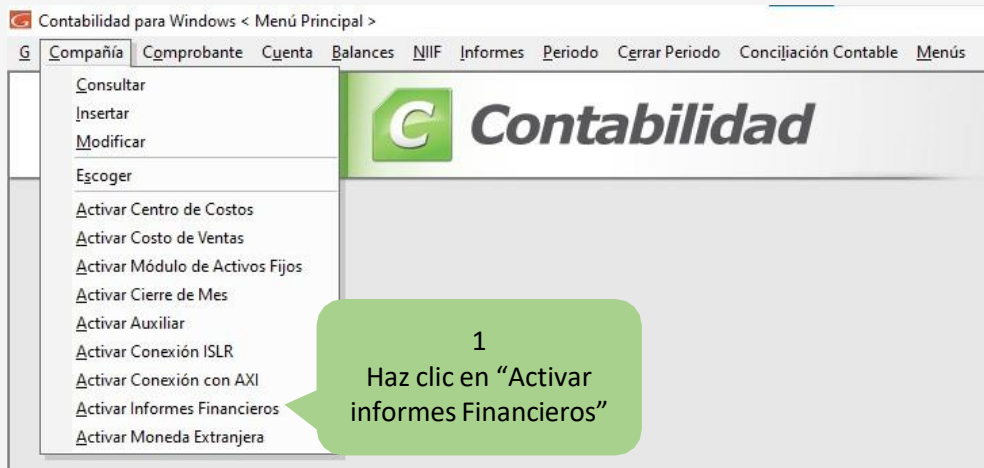 G Contabilidad para Windows < Menú Principal >
G Compañía Comprobante Cuenta Balances NIIF Informes Periodo Cerrar Periodo Conciliación Contable Menús
Consultar
Insertar
Modificar
Escoger
C Contabilidad
Activar Centro de Costos
Activar Costo de Ventas
Activar Módulo de Activos Fijos
Activar Cierre de Mes
Activar Auxiliar
Activar Conexión ISLR
Activar Conexión con AXI
Activar Informes Financieros
Activar Moneda Extranjera
1
Haz clic en “Activar
informes Financieros”